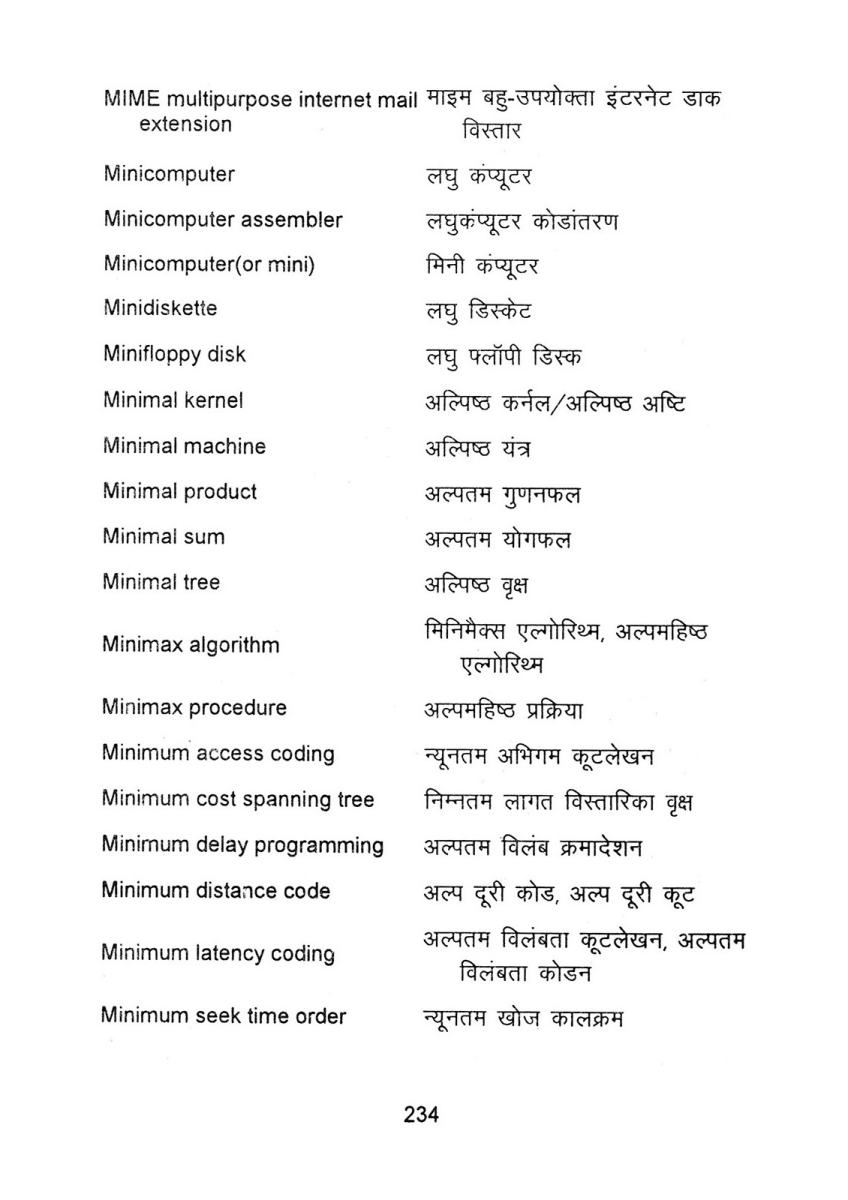 MIME multipurpose internet mail माइम बहु-उपयोक्ता इंटरनेट डाक
extension विस्तार
Minicomputer लघु कंप्यूटर
Minicomputer assembler लघुकंप्यूटर कोडांतरण
Minicomputer(or mini) मिनी कंप्यूटर
Minidiskette लघु डिस्केट
Minifloppy disk लघु फ्लॉपी डिस्क
Minimal kernel अल्पिष्ठ कर्नल/अल्पिष्ठ अष्टि
Minimal machine अल्पिष्ठ यंत्र
Minimal product अल्पतम गुणनफल
Minimal sum अल्पतम योगफल
Minimal tree अल्पिष्ठ वृक्ष
Minimax algorithm मिनिमैक्स एल्गोरिथ्म, अल्पमहिष्ठ
एल्गोरिथ्म
Minimax procedure अल्पमहिष्ठ प्रक्रिया
Minimum access coding न्यूनतम अभिगम कूटलेखन
Minimum cost spanning tree निम्नतम लागत विस्तारिका वृक्ष
Minimum delay programming अल्पतम विलंब क्रमादेशन
Minimum distance code अल्प दूरी कोड, अल्प दूरी कूट
Minimum latency coding अल्पतम विलंबता कूटलेखन, अल्पतम
विलंबता कोडन
Minimum seek time order न्यूनतम खोज कालक्रम
234